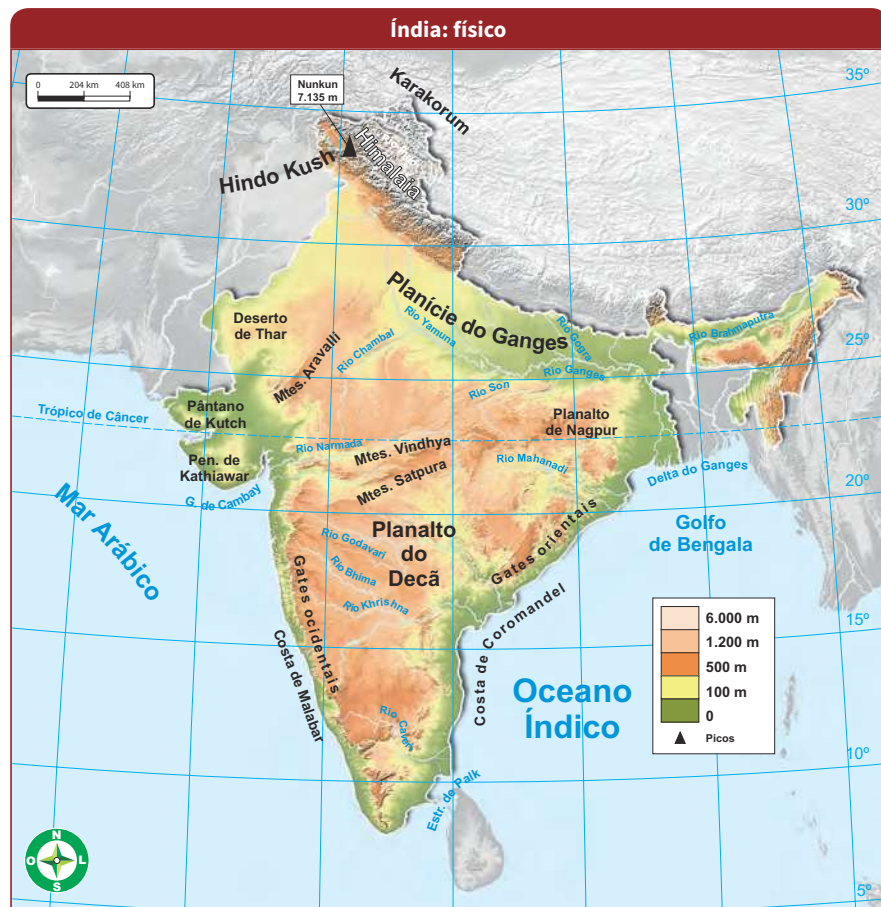 Índia: físico
0 204 km 408 km
Nunkun
7.135 m
Karakorum
35º
Himalaia
Hindo Kush
30º
Planície do Ganges
Deserto
de Thar
Rio Yamuna
Rio Gogra
Rio Brahmaputra
25º
Mtes. Aravalli
Rio Chambal
Rio Ganges
Rio Son
Pântano
de Kutch
Trópico de Câncer
Planalto
de Nagpur
Rio Narmada
Mtes. Vindhya
Pen. de
Kathiawar
Mtes. Satpura
Rio Mahanadi
Delta do Ganges
20º
G. de Cambay
Mar Arábico
Golfo
de Bengala
Planalto
do
Decã
Rio Godavari
Rio Bhima
Rio Khrishna
Gates orientais
Gates ocidentais
Costa de Malabar
Costa de Coromandel
15º
6.000 m
1.200 m
500 m
100 m
0
Picos
Oceano
Índico
Rio Caveri
10º
Estr. de Palk
N
O L
S
5º